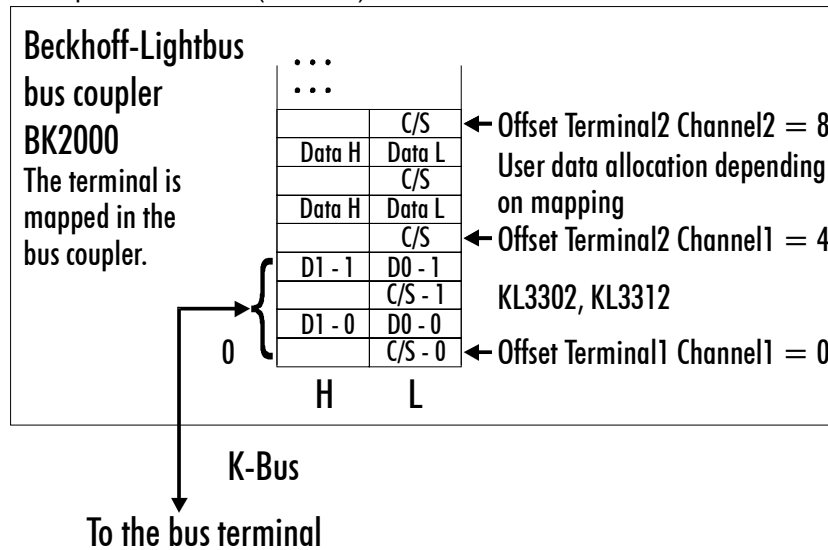 Beckhoff-Lightbus
bus coupler
BK2000
The terminal is
mapped in the
bus coupler.
...
...
C/S
Offset Terminal2 Channel2 = 8
Data H Data L
User data allocation depending
C/S
Data H Data L
on mapping
C/S
Offset Terminal2 Channel1 = 4
D1 - 1 D0 - 1
C/S - 1
KL3302, KL3312
D1 - 0 D0 - 0
0
C/S - 0
Offset Terminal1 Channel1 = 0
H L
K-Bus
To the bus terminal